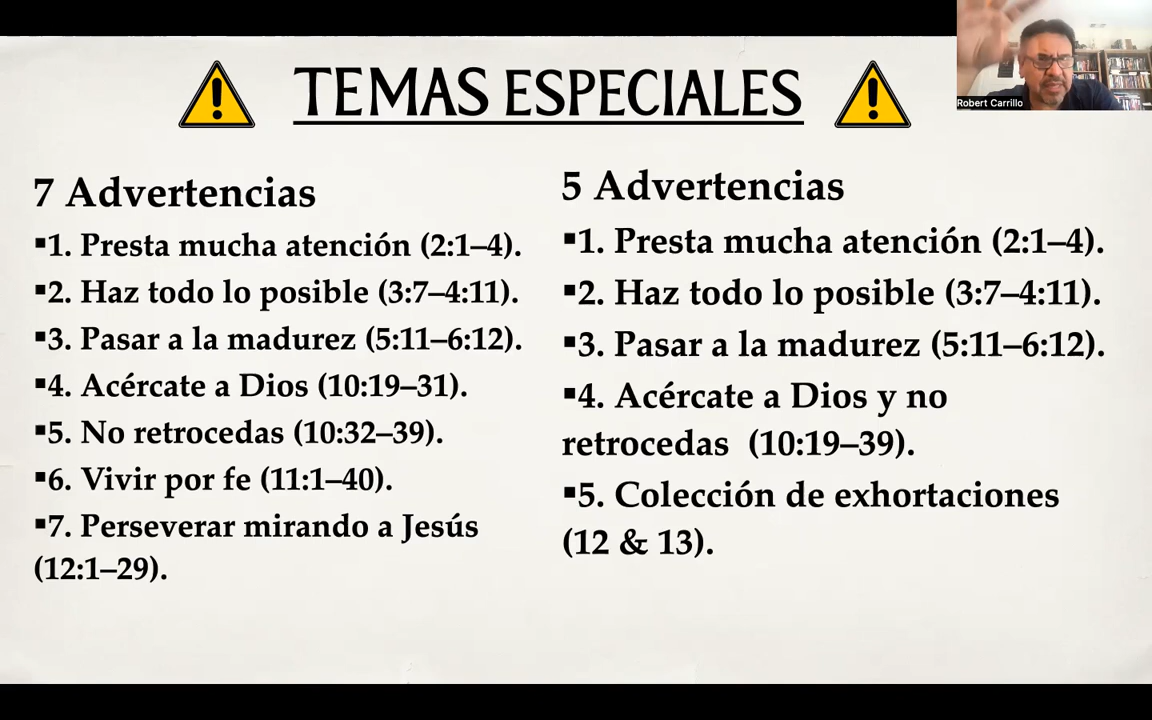 TEMAS ESPECIALES
Robert Carrillo
7 Advertencias
▪1. Presta mucha atención (2:1–4).
▪2. Haz todo lo posible (3:7–4:11).
▪3. Pasar a la madurez (5:11–6:12).
▪4. Acércate a Dios (10:19–31).
▪5. No retrocedas (10:32–39).
▪6. Vivir por fe (11:1–40).
▪7. Perseverar mirando a Jesús
(12:1–29).
5 Advertencias
▪1. Presta mucha atención (2:1–4).
▪2. Haz todo lo posible (3:7–4:11).
▪3. Pasar a la madurez (5:11–6:12).
▪4. Acércate a Dios y no
retrocedas (10:19–39).
▪5. Colección de exhortaciones
(12 & 13).